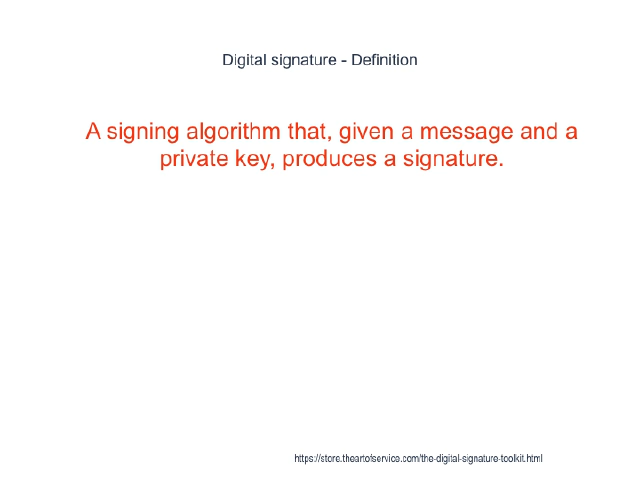 Digital signature - Definition
A signing algorithm that, given a message and a
private key, produces a signature.
https://store.theartofservice.com/the-digital-signature-toolkit.html